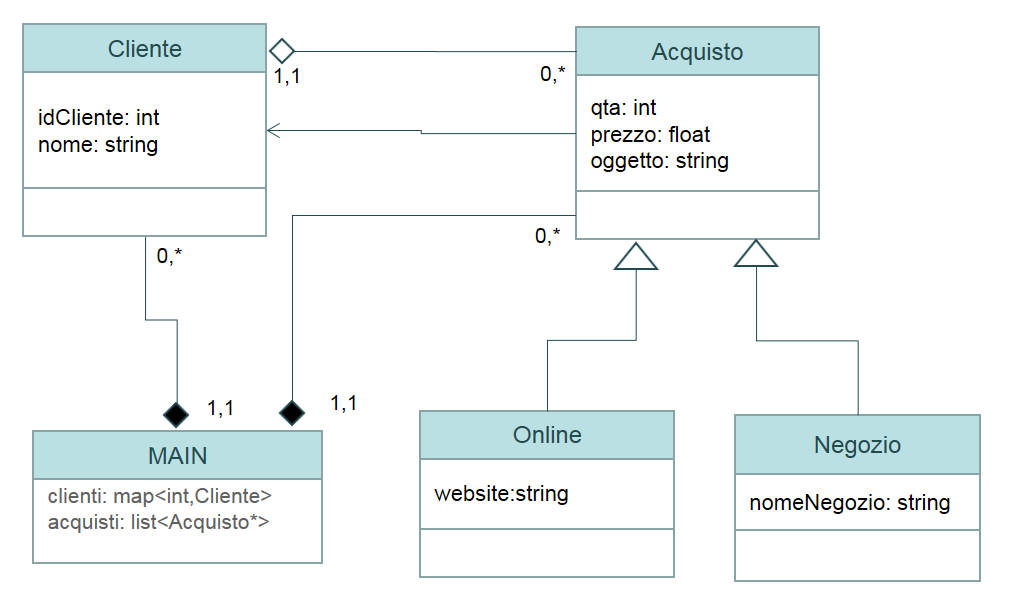 Cliente
idCliente: int
nome: string
1,1
0,*
Acquisto
qta: int
prezzo: float
oggetto: string
0,*
0,*
1,1
1,1
MAIN
clienti: map<int,Cliente>
acquisti: list<Acquisto*>
Online
website:string
Negozio
nomeNegozio: string